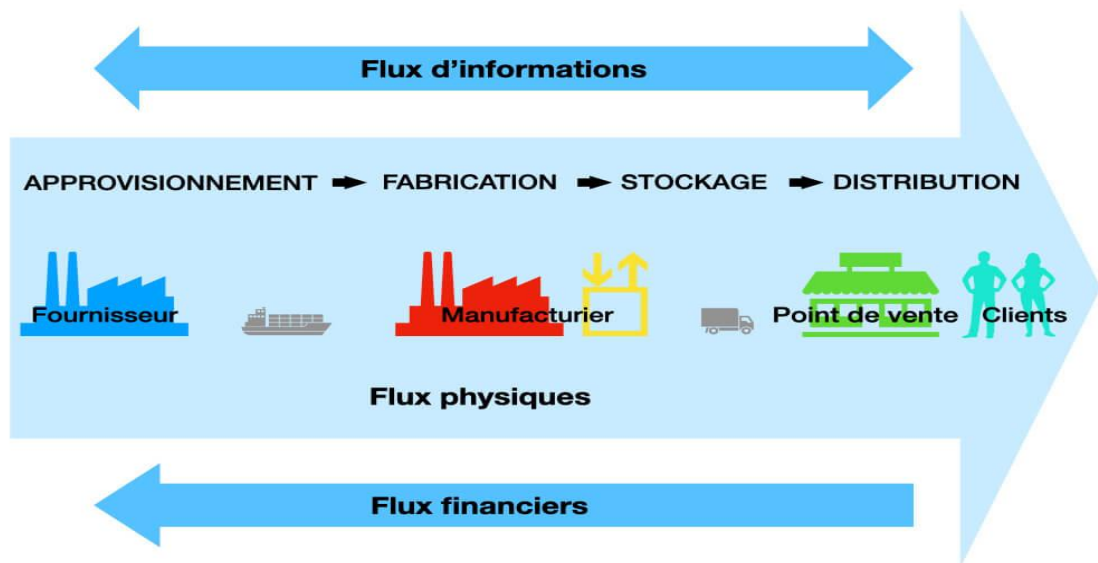 Flux d’informations
APPROVISIONNEMENT ➡ FABRICATION ➡ STOCKAGE ➡ DISTRIBUTION
Fournisseur Manufacturier Point de vente Clients
Flux physiques
Flux financiers